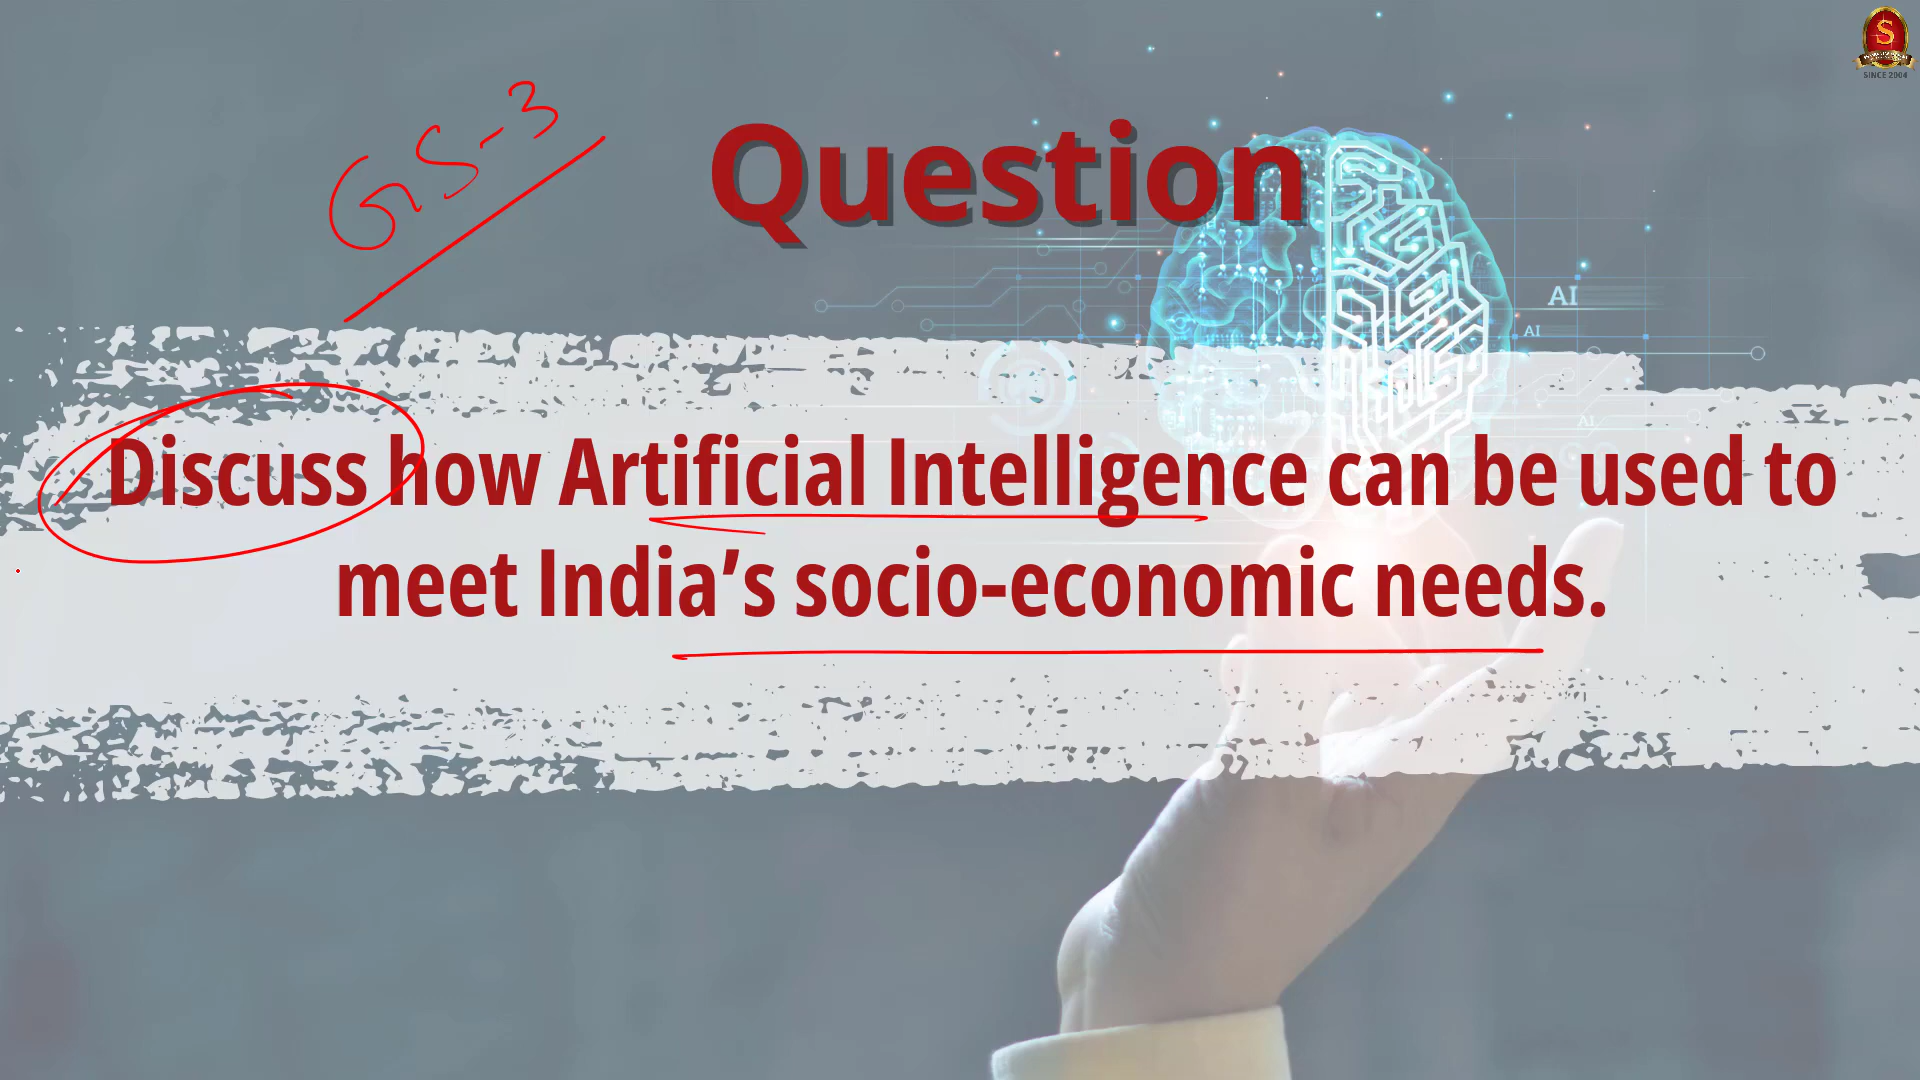 GS-3
Question
AI
AI
AI
Discuss how Artificial Intelligence can be used to
meet India’s socio-economic needs.
S
SINCE 2004